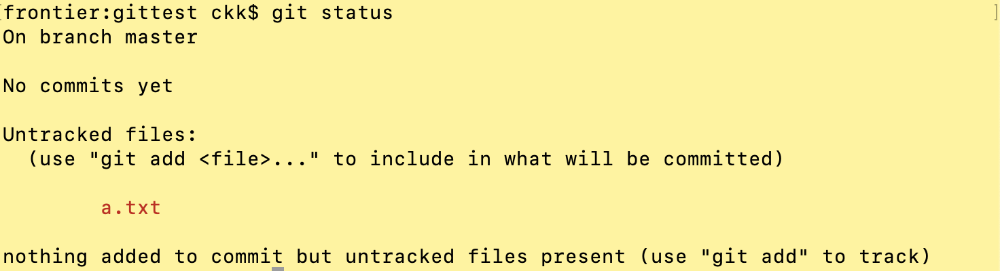 [frontier:gittest ckk$ git status ]
On branch master
No commits yet
Untracked files:
(use "git add <file>..." to include in what will be committed)
a.txt
nothing added to commit but untracked files present (use "git add" to track)